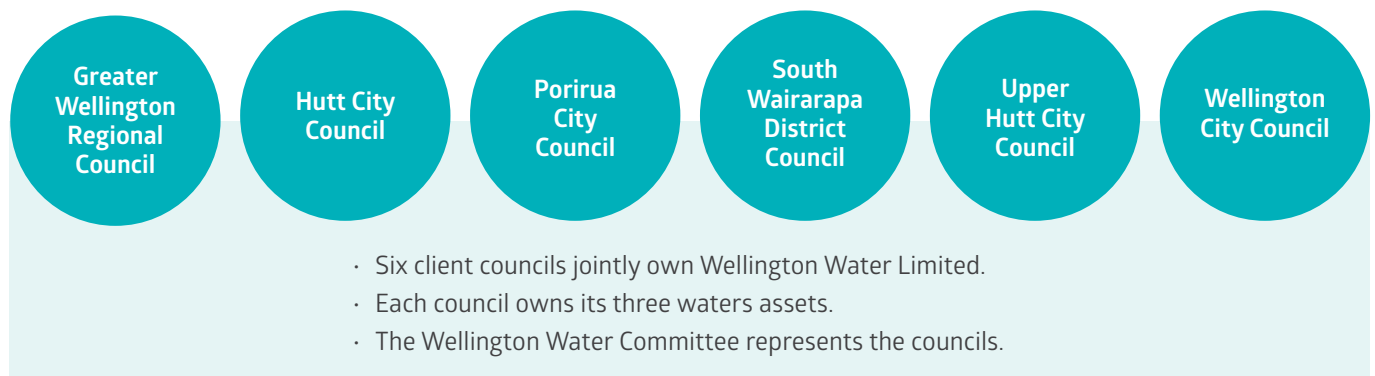 Greater
Wellington
Regional
Council
Hutt City
Council
Porirua
City
Council
South
Wairarapa
District
Council
Upper
Hutt City
Council
Wellington
City Council
· Six client councils jointly own Wellington Water Limited.
· Each council owns its three waters assets.
· The Wellington Water Committee represents the councils.